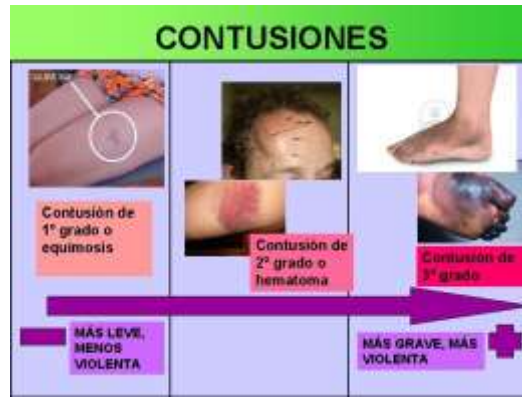 CONTUSIONES
Contusión de
1º grado o
equimosis
Contusión de
2º grado o
hematoma
Contusión de
3º grado
MÁS LEVE,
MENOS
VIOLENTA
MÁS GRAVE, MÁS
VIOLENTA